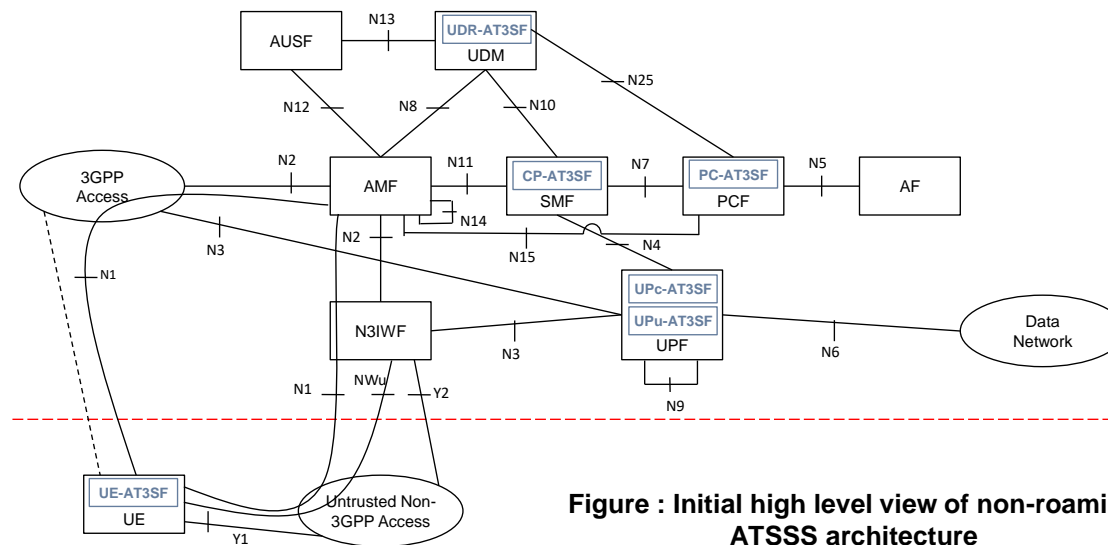 N13
AUSF
UDR-AT3SF
UDM
N25
N12
N8
N10
3GPP
Access
N2
AMF
N11
CP-AT3SF
SMF
N7
PC-AT3SF
PCF
N5
AF
N14
N3
N2
N15
N4
N1
UPc-AT3SF
UPu-AT3SF
UPF
N3IWF
N3
N6
Data
Network
N1
NWu
Y2
N9
UE-AT3SF
UE
Untrusted Non-
3GPP Access
Y1
Figure : Initial high level view of non-roami
ATSSS architecture